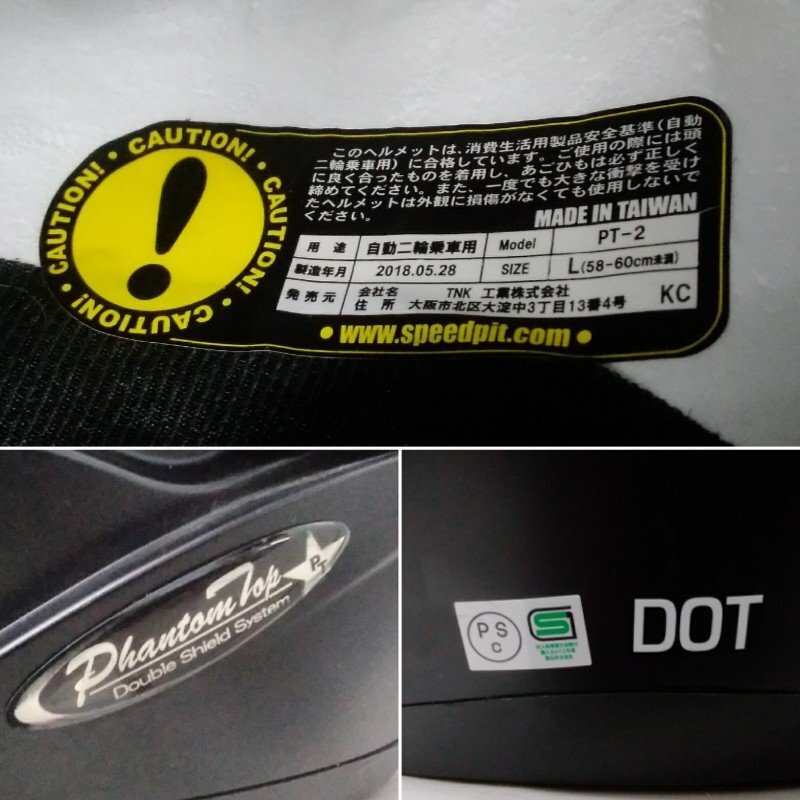 CAUTION! • CAUTION! • CAUTION! • CAUTION! • CAUTION!
このヘルメットは、消費生活用製品安全基準(自動
二輪乗車用)に合格しています。ご使用の際には頭
に良く合ったものを着用し、あごひもは必ず正しく
締めてください。また、一度でも大きな衝撃を受け
たヘルメットは外観に損傷がなくても使用しないで
ください。
MADE IN TAIWAN
用途 自動二輪乗車用 Model PT-2
製造年月 2018.05.28 SIZE L(58-60cm未満)
発売元 会社名 TNK 工業株式会社 KC
住所 大阪市北区大淀中3丁目13番4号
• www.speedpit.com •
Phantom Top PT
Double Shield System
PS
C
S
DOT